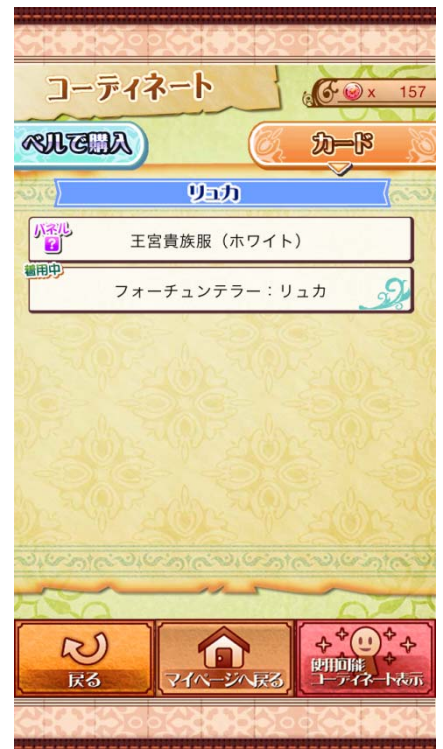 コーディネート
x 157
ベルで購入
カード
リュカ
パネル
?
王宮貴族服（ホワイト）
着用中
フォーチュンテラー：リュカ
戻る
マイページへ戻る
使用可能
コーディネート表示